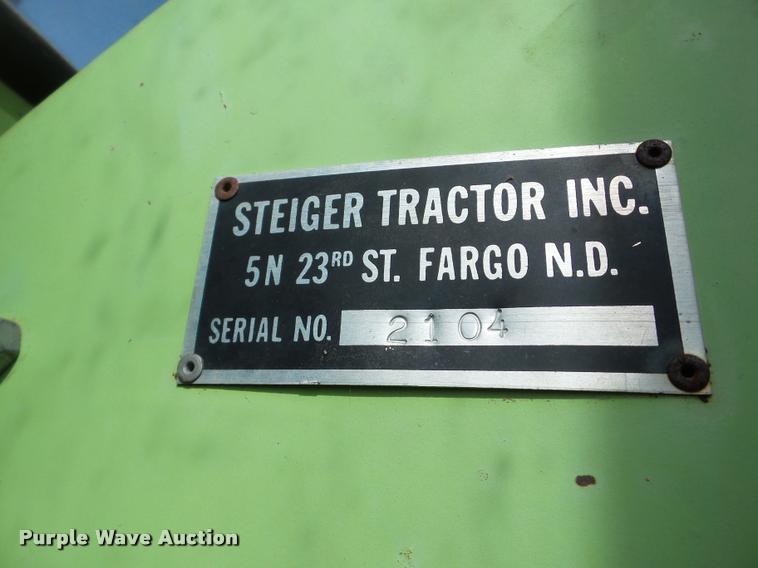 STEIGER TRACTOR INC.
5N 23RD ST. FARGO N.D.
SERIAL NO. 2104
Purple Wave Auction